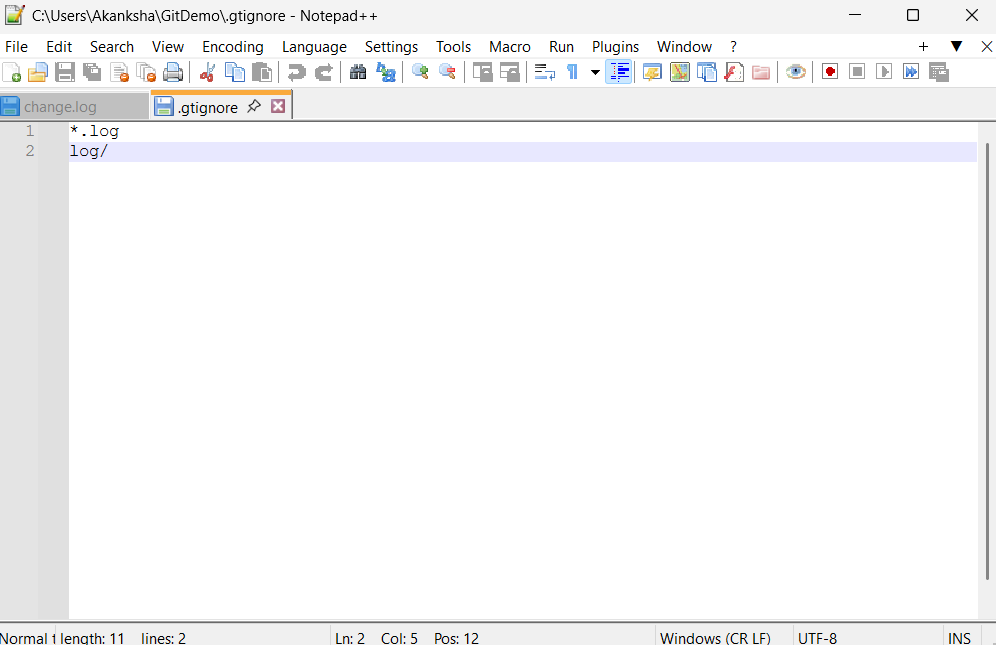 C:\Users\Akanksha\GitDemo\.gtignore - Notepad++
File Edit Search View Encoding Language Settings Tools Macro Run Plugins Window ?
change.log .gtignore
1 *.log
2 log/
Normal t length: 11 lines: 2 Ln: 2 Col: 5 Pos: 12 Windows (CR LF) UTF-8 INS